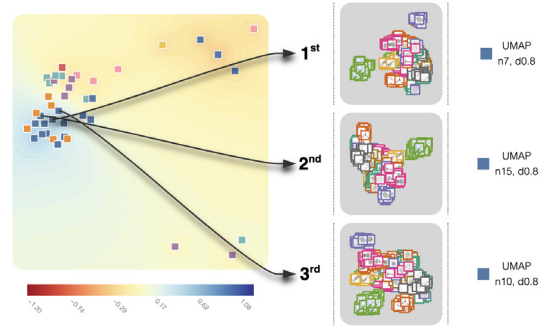 1st
UMAP
n7, d0.8
2nd
UMAP
n15, d0.8
3rd
UMAP
n10, d0.8
-1.20
-0.74
-0.29
0.17
0.62
1.08